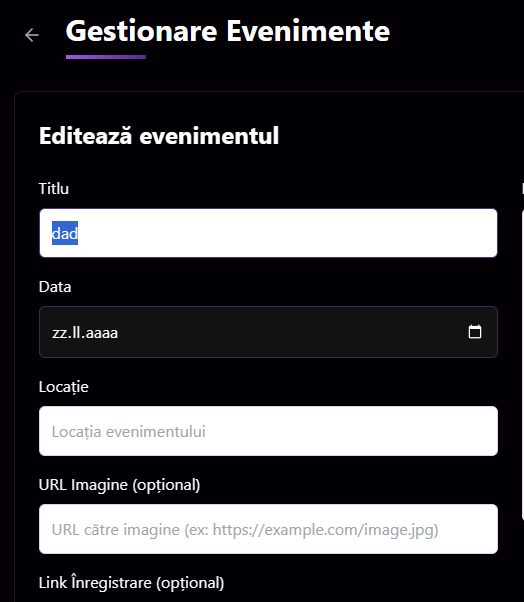 Gestionare Evenimente
Editează evenimentul
Titlu
dad
Data
zz.ll.aaaa
Locație
Locația evenimentului
URL Imagine (opțional)
URL către imagine (ex: https://example.com/image.jpg)
Link Înregistrare (opțional)